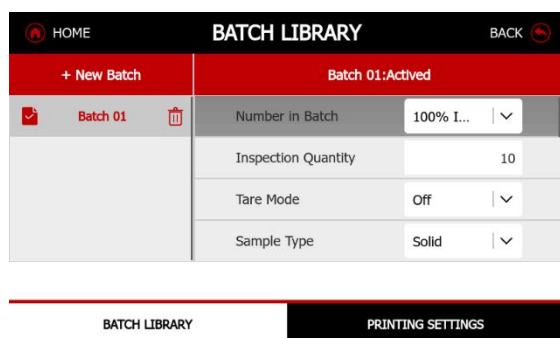 HOME BATCH LIBRARY BACK
+ New Batch Batch 01:Actived
Batch 01 Number in Batch 100% I...
Inspection Quantity 10
Tare Mode Off
Sample Type Solid
BATCH LIBRARY PRINTING SETTINGS